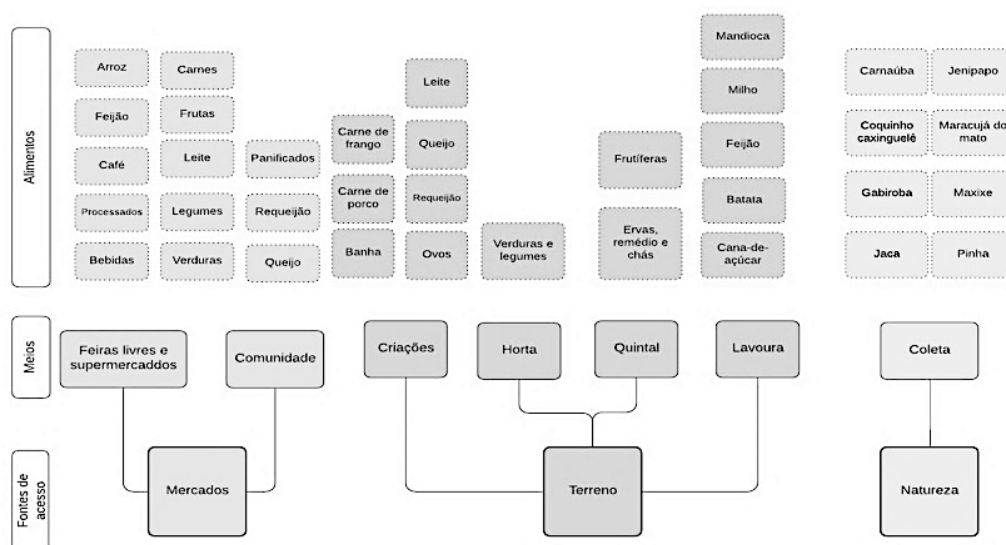 Alimentos
Arroz
Feijão
Café
Processados
Bebidas
Carnes
Frutas
Leite
Legumes
Verduras
Panificados
Requeijão
Queijo
Carne de
frango
Carne de
porco
Banha
Leite
Queijo
Requeijão
Ovos
Verduras e
legumes
Frutíferas
Ervas,
remédio e
chás
Mandioca
Milho
Feijão
Batata
Cana-de-
açúcar
Carnaúba
Jenipapo
Coquinho
caxinguelê
Maracujá do
mato
Gabiroba
Maxixe
Jaca
Pinha
Meios
Feiras livres e
supermercaddos
Comunidade
Criações
Horta
Quintal
Lavoura
Coleta
Fontes de
acesso
Mercados
Terreno
Natureza